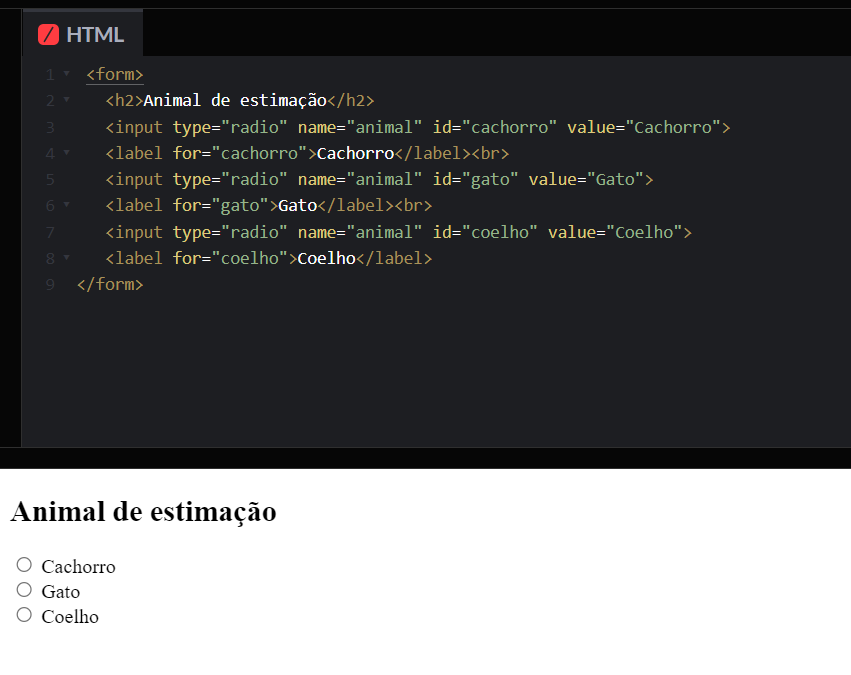 HTML
1 <form>
2 <h2>Animal de estimação</h2>
3 <input type="radio" name="animal" id="cachorro" value="Cachorro">
4 <label for="cachorro">Cachorro</label><br>
5 <input type="radio" name="animal" id="gato" value="Gato">
6 <label for="gato">Gato</label><br>
7 <input type="radio" name="animal" id="coelho" value="Coelho">
8 <label for="coelho">Coelho</label>
9 </form>
Animal de estimação
Cachorro
Gato
Coelho